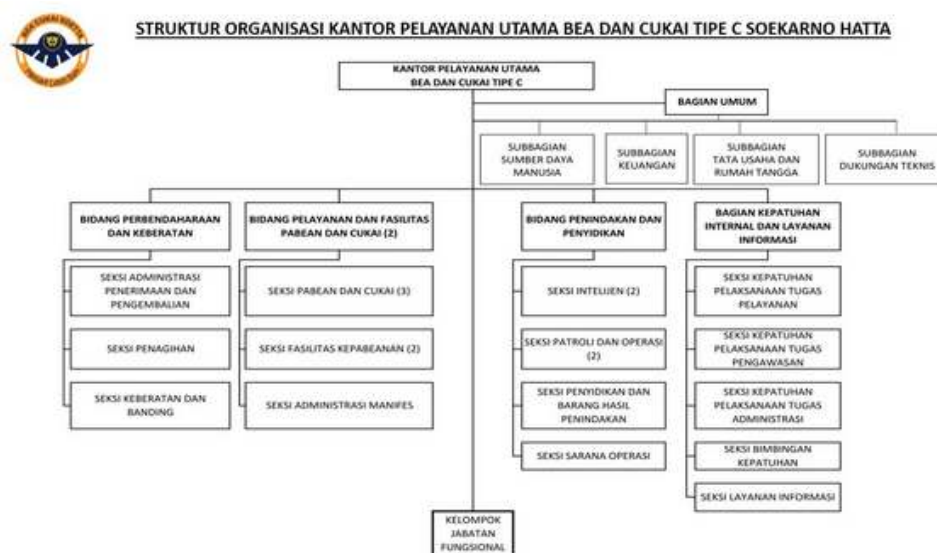 STRUKTUR ORGANISASI KANTOR PELAYANAN UTAMA BEA DAN CUKAI TIPE C SOEKARNO HATTA
KANTOR PELAYANAN UTAMA
BEA DAN CUKAI TIPE C
BAGIAN UMUM
SUBBAGIAN
SUMBER DAYA
MANUSIA
SUBBAGIAN
KEUANGAN
SUBBAGIAN
TATA USAHA DAN
RUMAH TANGGA
SUBBAGIAN
DUKUNGAN TEKNIS
BIDANG PERBENDAHARAAN
DAN KEBERATAN
SEKSI ADMINISTRASI
PENERIMAAN DAN
PENGEMBALIAN
SEKSI PENAGIHAN
SEKSI KEBERATAN DAN
BANDING
BIDANG PELAYANAN DAN FASILITAS
PABEAN DAN CUKAI (2)
SEKSI PABEAN DAN CUKAI (3)
SEKSI FASILITAS KEPABEANAN (2)
SEKSI ADMINISTRASI MANIFES
BIDANG PENINDAKAN DAN
PENYIDIKAN
SEKSI INTELIJEN (2)
SEKSI PATROLI DAN OPERASI
(2)
SEKSI PENYIDIKAN DAN
BARANG HASIL
PENINDAKAN
SEKSI SARANA OPERASI
BAGIAN KEPATUHAN
INTERNAL DAN LAYANAN
INFORMASI
SEKSI KEPATUHAN
PELAKSANAAN TUGAS
PELAYANAN
SEKSI KEPATUHAN
PELAKSANAAN TUGAS
PENGAWASAN
SEKSI KEPATUHAN
PELAKSANAAN TUGAS
ADMINISTRASI
SEKSI BIMBINGAN
KEPATUHAN
SEKSI LAYANAN INFORMASI
KELOMPOK
JABATAN
FUNGSIONAL